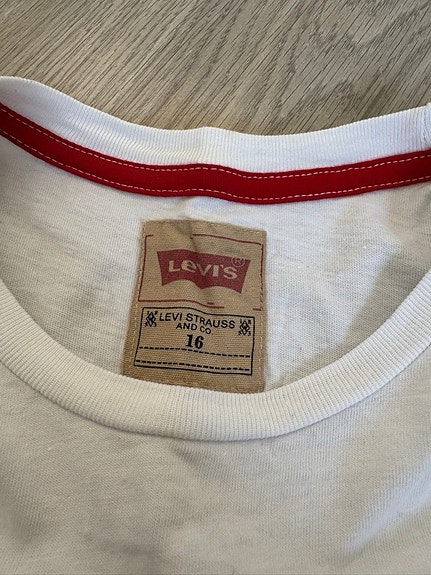 Levi's®
LEVI STRAUSS
AND CO.
16